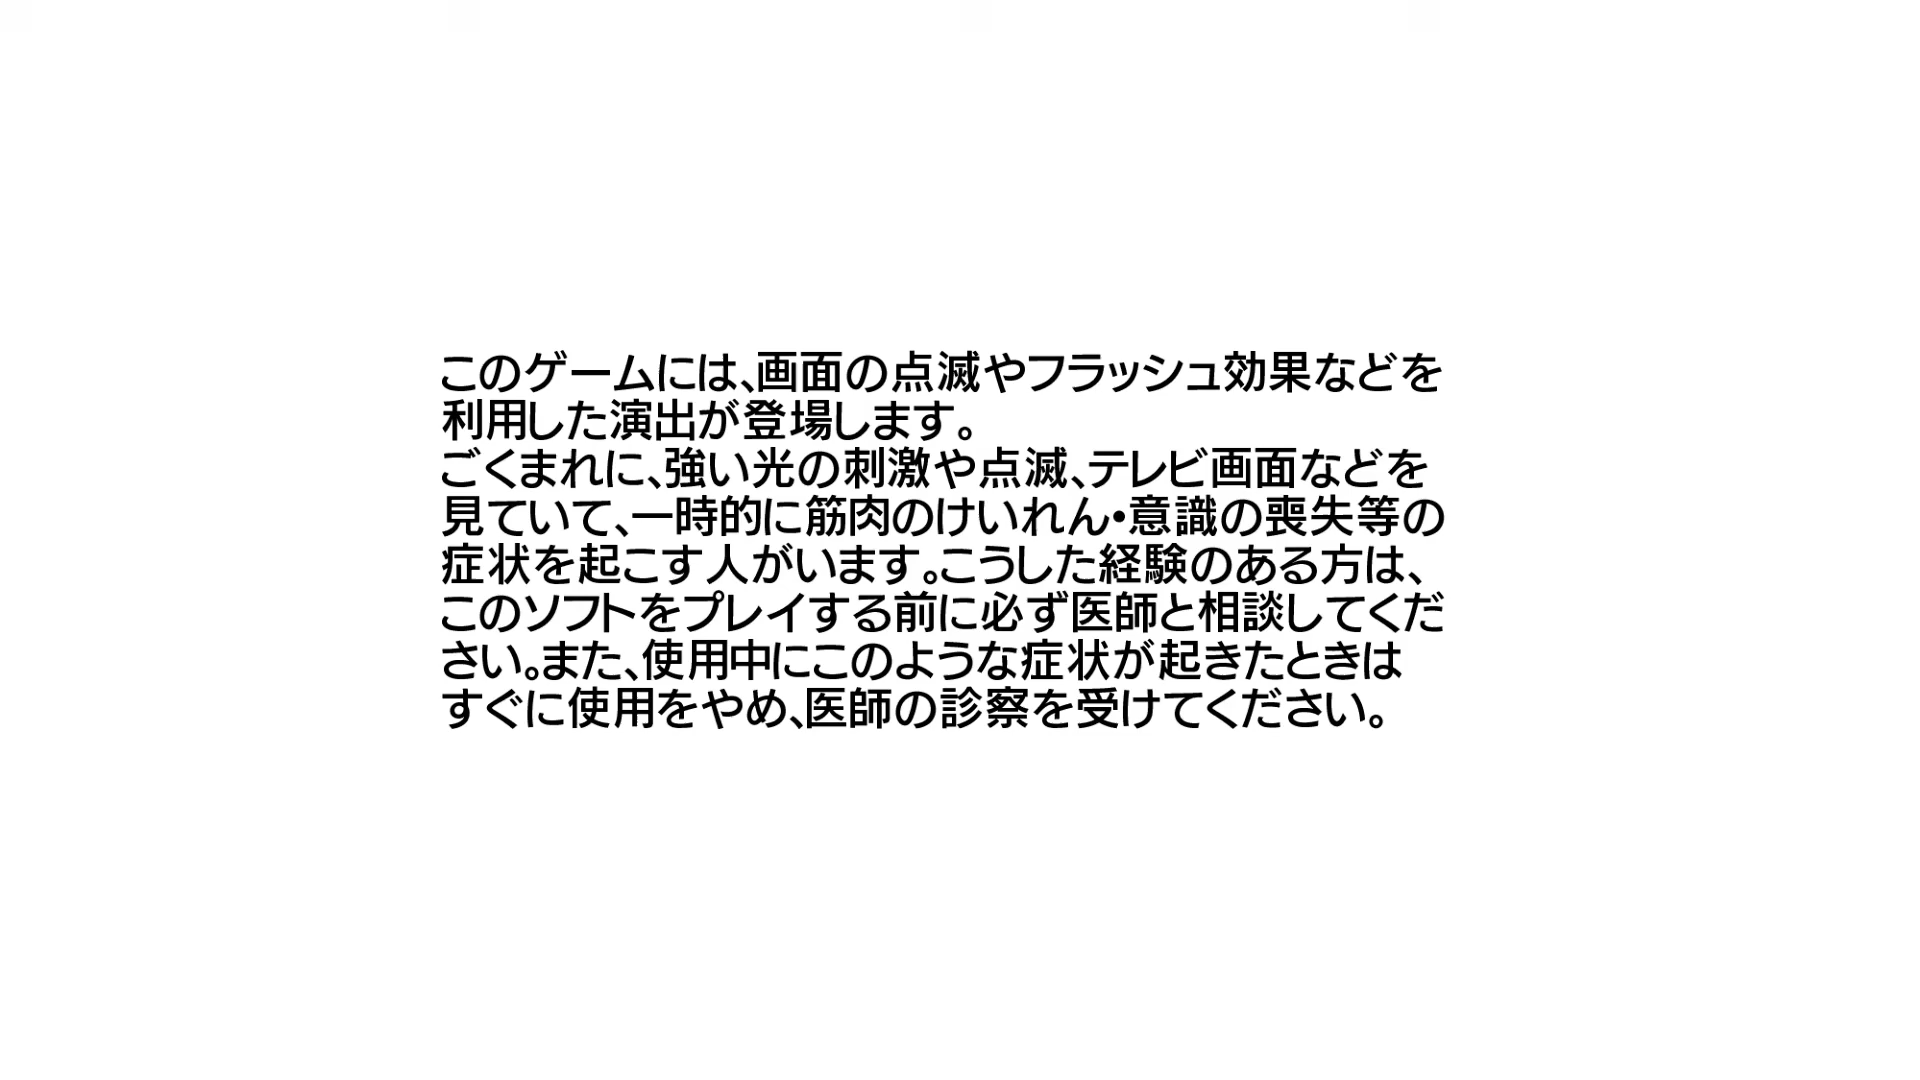 このゲームには、画面の点滅やフラッシュ効果などを
利用した演出が登場します。
ごくまれに、強い光の刺激や点滅、テレビ画面などを
見ていて、一時的に筋肉のけいれん・意識の喪失等の
症状を起こす人がいます。こうした経験のある方は、
このソフトをプレイする前に必ず医師と相談してくだ
さい。また、使用中にこのような症状が起きたときは
すぐに使用をやめ、医師の診察を受けてください。